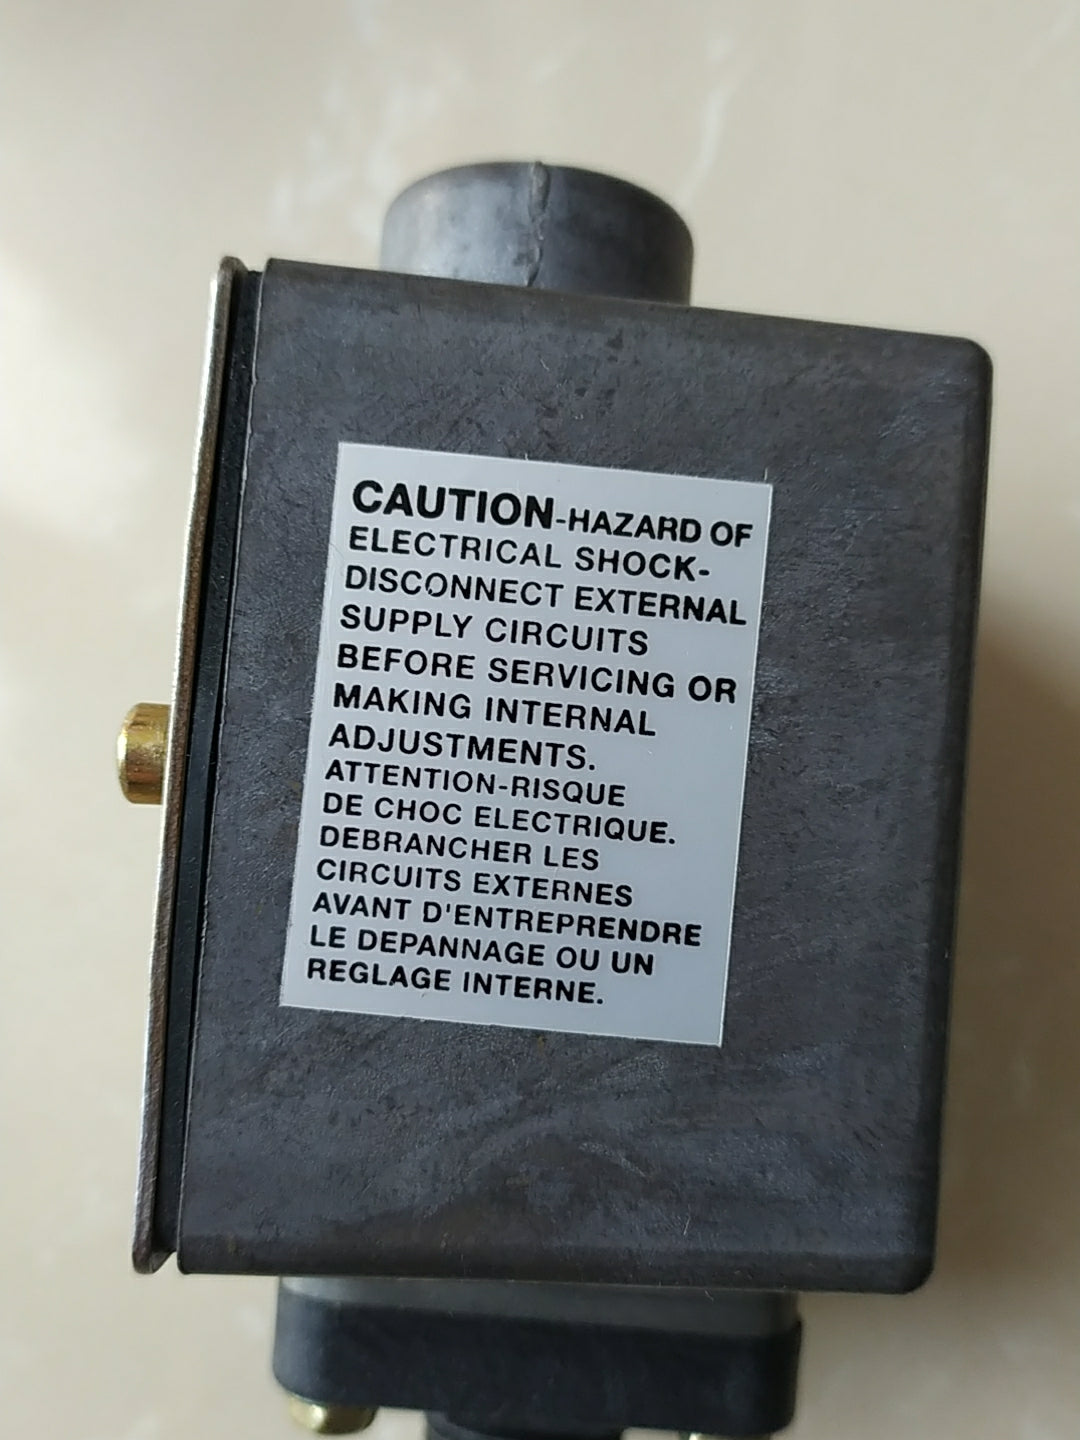 CAUTION-HAZARD OF
ELECTRICAL SHOCK-
DISCONNECT EXTERNAL
SUPPLY CIRCUITS
BEFORE SERVICING OR
MAKING INTERNAL
ADJUSTMENTS.
ATTENTION-RISQUE
DE CHOC ELECTRIQUE.
DEBRANCHER LES
CIRCUITS EXTERNES
AVANT D'ENTREPRENDRE
LE DEPANNAGE OU UN
REGLAGE INTERNE.